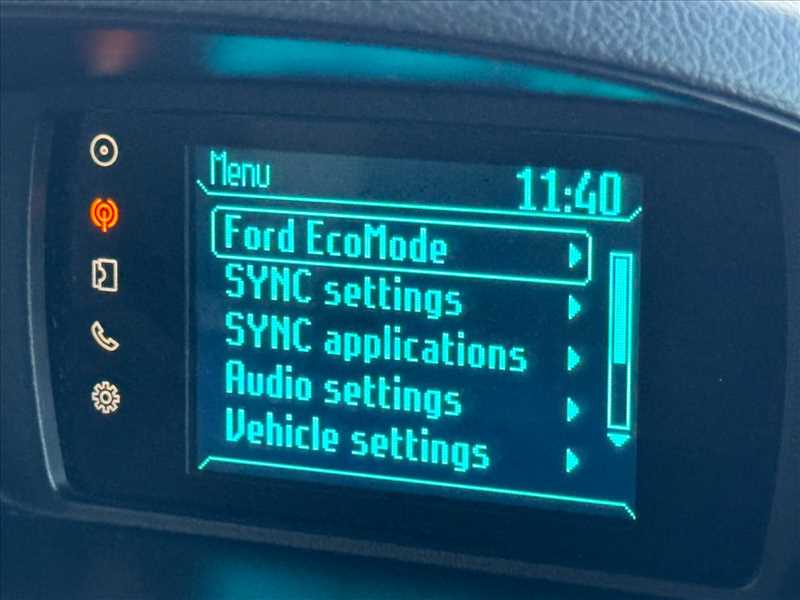 Menu
11:40
Ford EcoMode
SYNC settings
SYNC applications
Audio settings
Vehicle settings